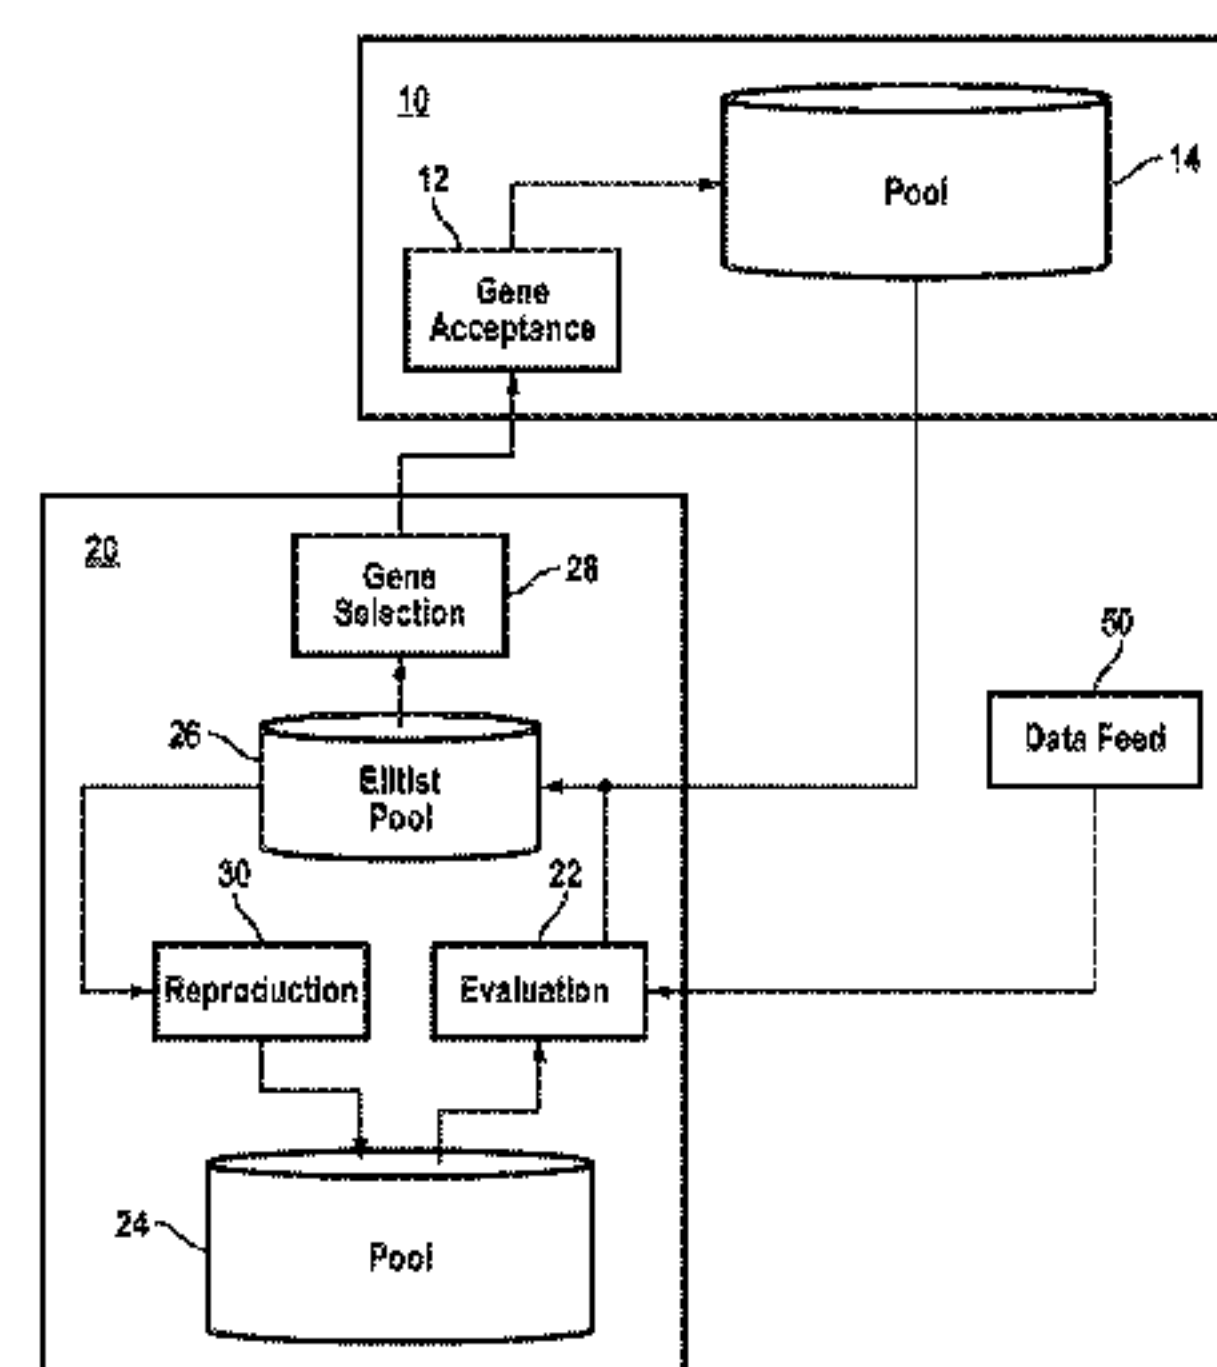 10
14
12
Pool
Gene
Acceptance
20
28
Gene
Selection
50
26
Data Feed
Elitist
Pool
30
22
Reproduction
Evaluation
24
Pool